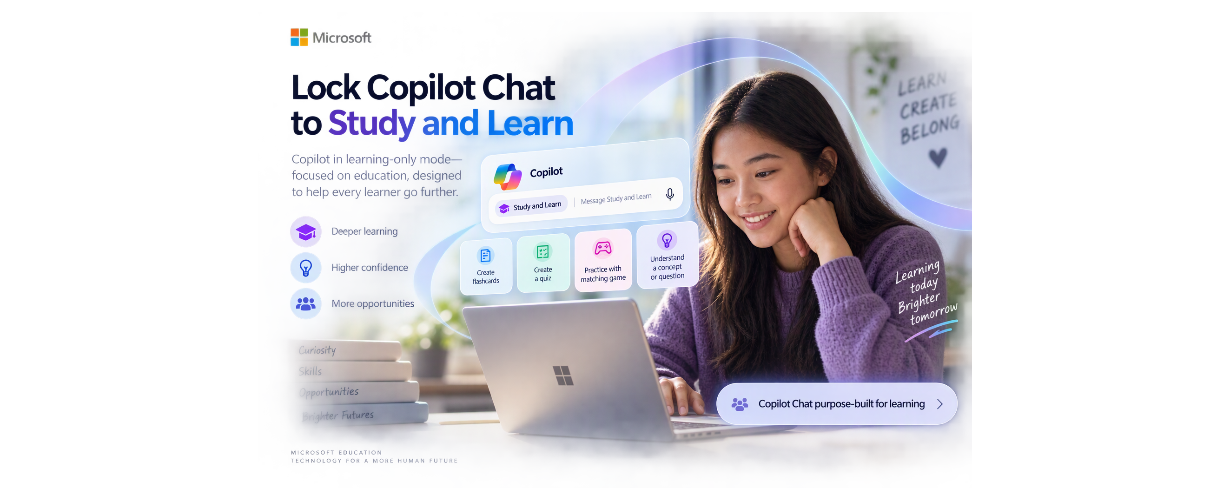 Microsoft
Lock Copilot Chat
to Study and Learn
Copilot in learning-only mode—
focused on education, designed
to help every learner go further.
Deeper learning
Higher confidence
More opportunities
Copilot
Study and Learn
Message Study and Learn
Create
flashcards
Create
a quiz
Practice with
matching game
Understand
a concept
or question
LEARN
CREATE
BELONG
Learning
today
Brighter
tomorrow
Curiosity
Skills
Opportunities
Brighter Futures
Copilot Chat purpose-built for learning
MICROSOFT EDUCATION
TECHNOLOGY FOR A MORE HUMAN FUTURE